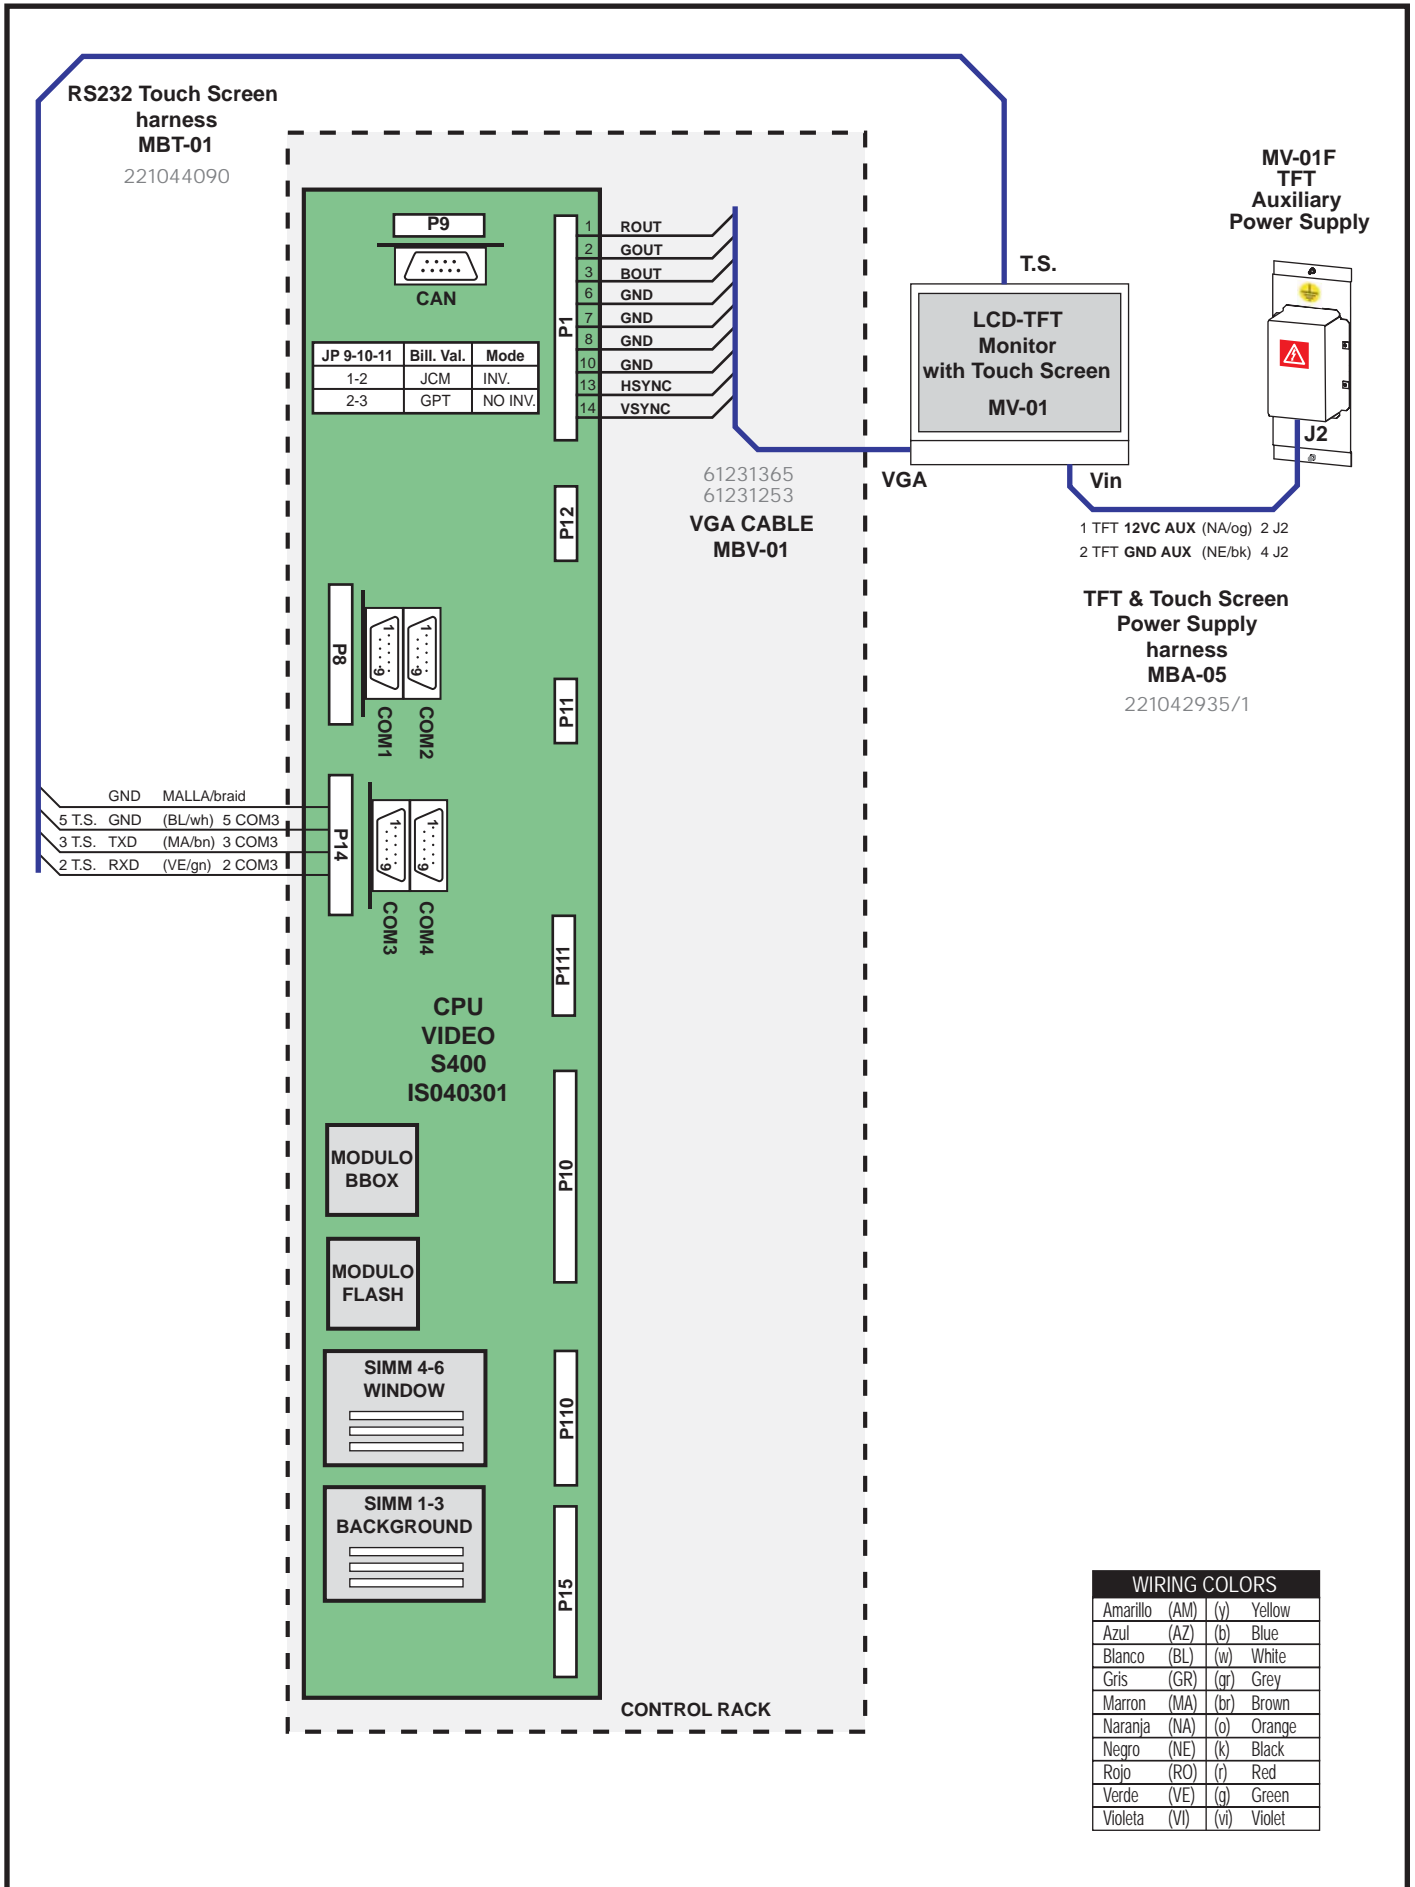 RS232 Touch Screen
harness
MBT-01
221044090
MV-01F
TFT
Auxiliary
Power Supply
J2
T.S.
LCD-TFT
Monitor
with Touch Screen
MV-01
VGA
Vin
1 TFT 12VC AUX (NA/og) 2 J2
2 TFT GND AUX (NE/bk) 4 J2
TFT & Touch Screen
Power Supply
harness
MBA-05
221042935/1
P9
CAN
JP 9-10-11 Bill. Val. Mode
1-2 JCM INV.
2-3 GPT NO INV.
P1
1 ROUT
2 GOUT
3 BOUT
6 GND
7 GND
8 GND
10 GND
13 HSYNC
14 VSYNC
61231365
61231253
VGA CABLE
MBV-01
P12
P8
1 9
1 9
COM1
COM2
P11
GND MALLA/braid
5 T.S. GND (BL/wh) 5 COM3
3 T.S. TXD (MA/bn) 3 COM3
2 T.S. RXD (VE/gn) 2 COM3
P14
1 9
1 9
COM3
COM4
P111
CPU
VIDEO
S400
IS040301
MODULO
BBOX
P10
MODULO
FLASH
SIMM 4-6
WINDOW
P110
SIMM 1-3
BACKGROUND
P15
CONTROL RACK
WIRING COLORS
Amarillo (AM) (y) Yellow
Azul (AZ) (b) Blue
Blanco (BL) (w) White
Gris (GR) (gr) Grey
Marron (MA) (br) Brown
Naranja (NA) (o) Orange
Negro (NE) (k) Black
Rojo (RO) (r) Red
Verde (VE) (g) Green
Violeta (VI) (vi) Violet